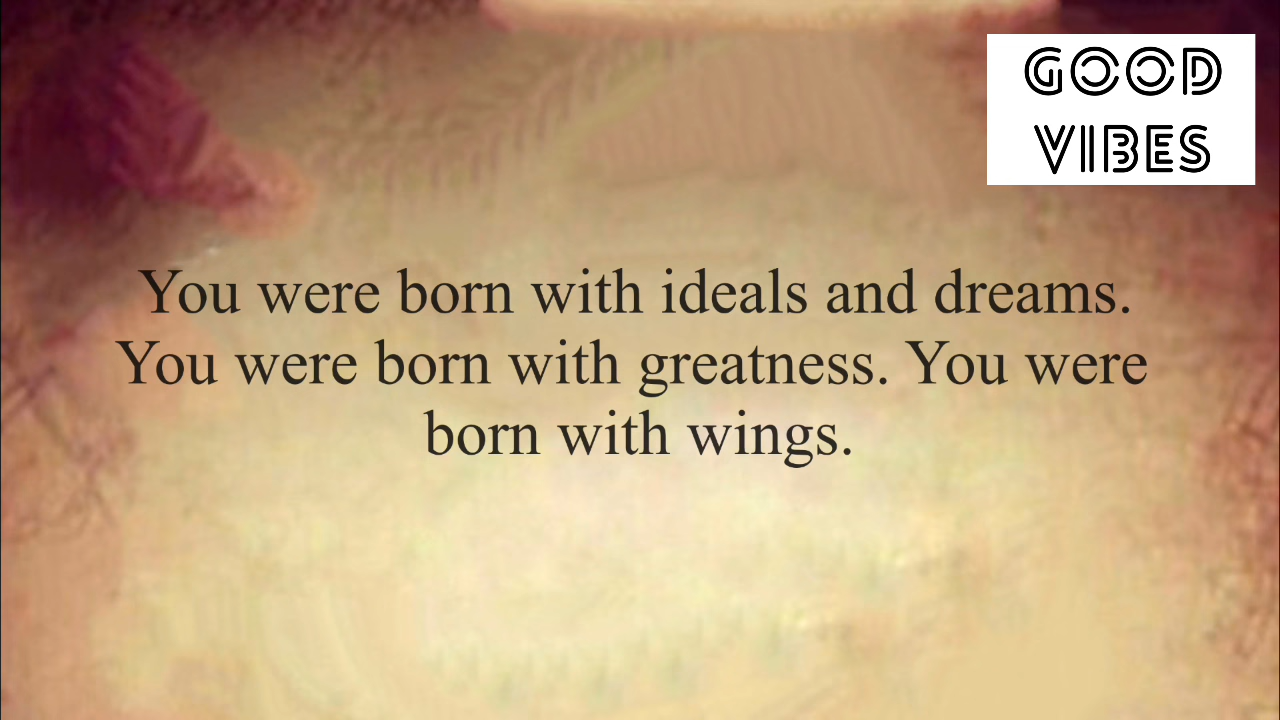 GOOD
VIBES
You were born with ideals and dreams.
You were born with greatness. You were
born with wings.